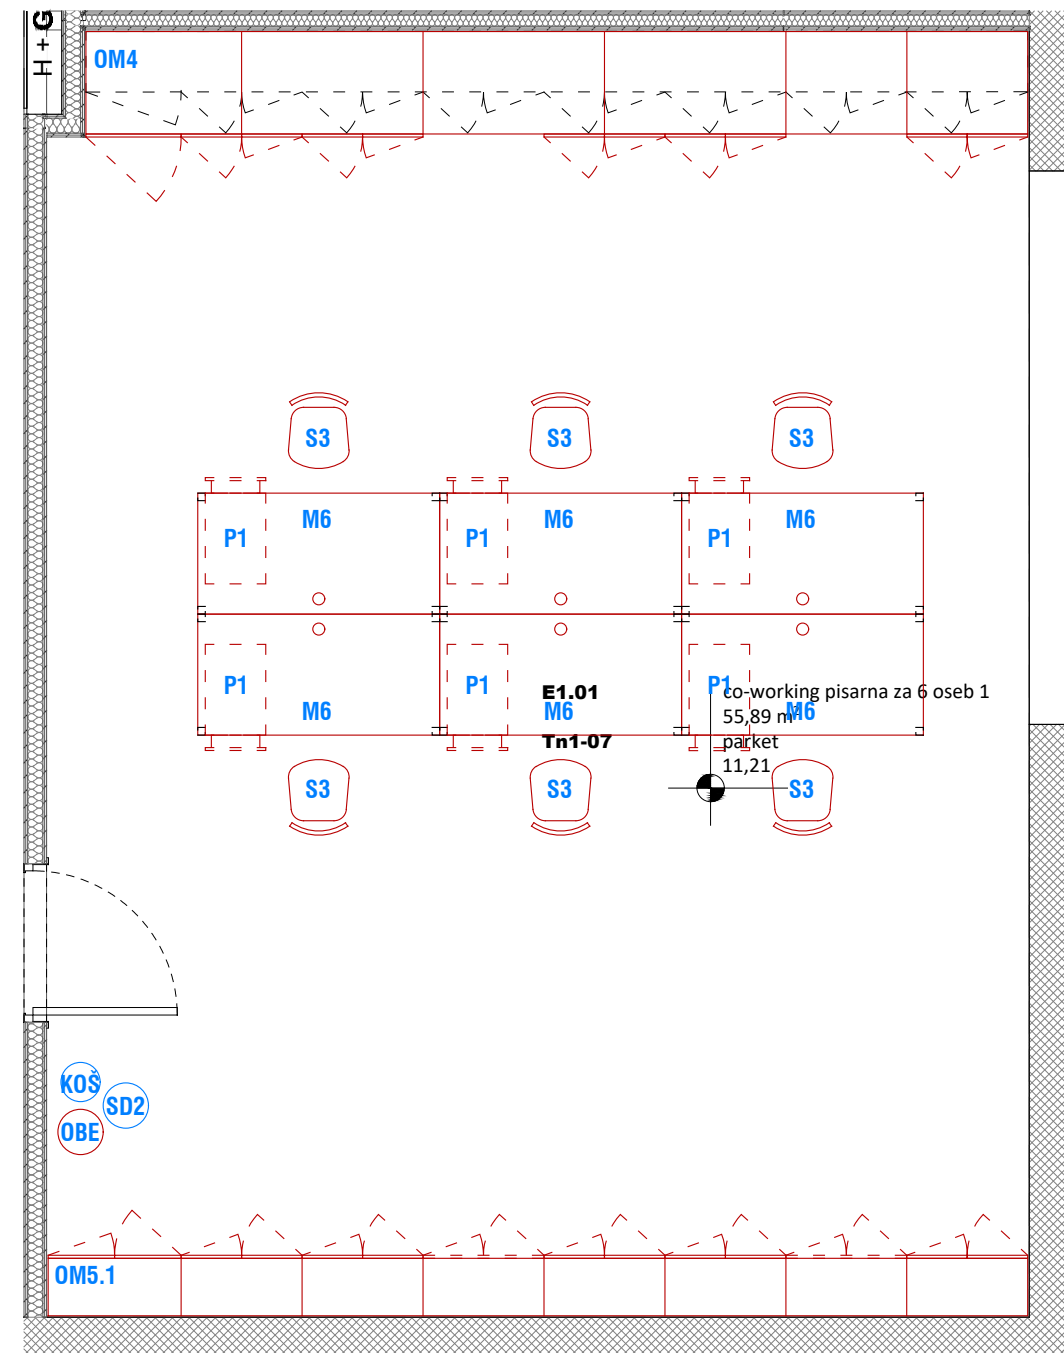 H + G
OM4
S3 S3 S3
M6 M6 M6
P1 P1 P1
P1 P1 P1
E1.01 co-working pisarna za 6 oseb 1
M6 M6 M6
55,89 m²
Tn1-07 parket
11,21
S3 S3 S3
KOŠ
SD2
OBE
OM5.1